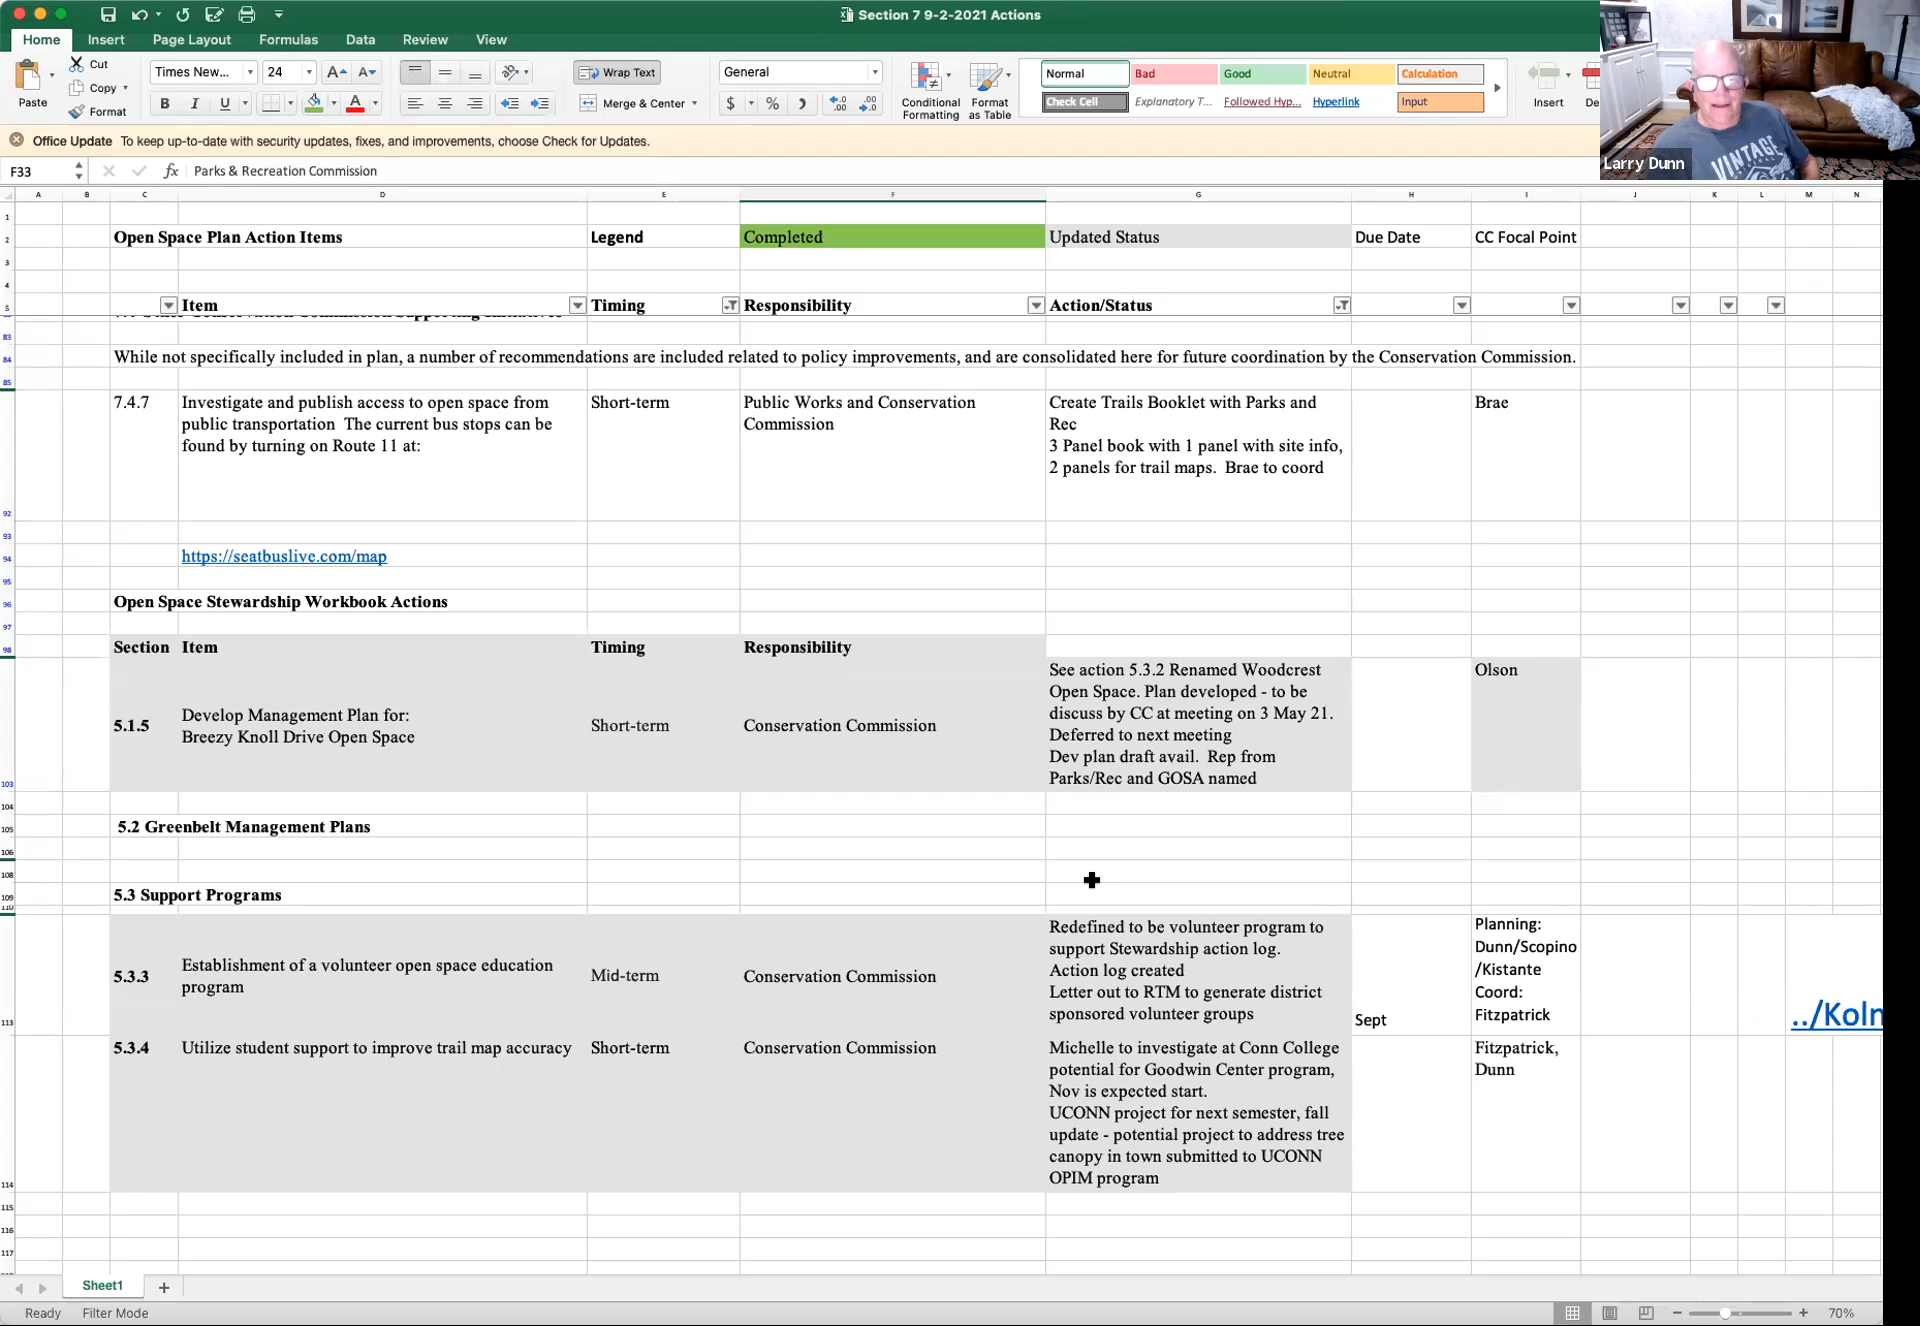 Section 7 9-2-2021 Actions
Home Insert Page Layout Formulas Data Review View
Paste
Cut
Copy
Format
Times New... 24
Wrap Text
Merge & Center
General
Conditional Formatting
Format as Table
Normal Bad Good Neutral Calculation
Check Cell Explanatory T... Followed Hyp... Hyperlink Input
Insert
De
Office Update To keep up-to-date with security updates, fixes, and improvements, choose Check for Updates.
VINTAGE
Larry Dunn
F33 fx Parks & Recreation Commission
A B C D E F G H I J K L M N
Open Space Plan Action Items Legend Completed Updated Status Due Date CC Focal Point
Item Timing Responsibility Action/Status
While not specifically included in plan, a number of recommendations are included related to policy improvements, and are consolidated here for future coordination by the Conservation Commission.
7.4.7
Investigate and publish access to open space from
public transportation The current bus stops can be
found by turning on Route 11 at:
Short-term
Public Works and Conservation
Commission
Create Trails Booklet with Parks and
Rec
3 Panel book with 1 panel with site info,
2 panels for trail maps. Brae to coord
Brae
https://seatbuslive.com/map
Open Space Stewardship Workbook Actions
Section Item Timing Responsibility
5.1.5
Develop Management Plan for:
Breezy Knoll Drive Open Space
Short-term
Conservation Commission
See action 5.3.2 Renamed Woodcrest
Open Space. Plan developed - to be
discuss by CC at meeting on 3 May 21.
Deferred to next meeting
Dev plan draft avail. Rep from
Parks/Rec and GOSA named
Olson
5.2 Greenbelt Management Plans
5.3 Support Programs
5.3.3
Establishment of a volunteer open space education
program
Mid-term
Conservation Commission
Redefined to be volunteer program to
support Stewardship action log.
Action log created
Letter out to RTM to generate district
sponsored volunteer groups
Sept
Planning:
Dunn/Scopino
/Kistante
Coord:
Fitzpatrick
../Koln
5.3.4
Utilize student support to improve trail map accuracy
Short-term
Conservation Commission
Michelle to investigate at Conn College
potential for Goodwin Center program,
Nov is expected start.
UCONN project for next semester, fall
update - potential project to address tree
canopy in town submitted to UCONN
OPIM program
Fitzpatrick,
Dunn
Sheet1
Ready Filter Mode 70%